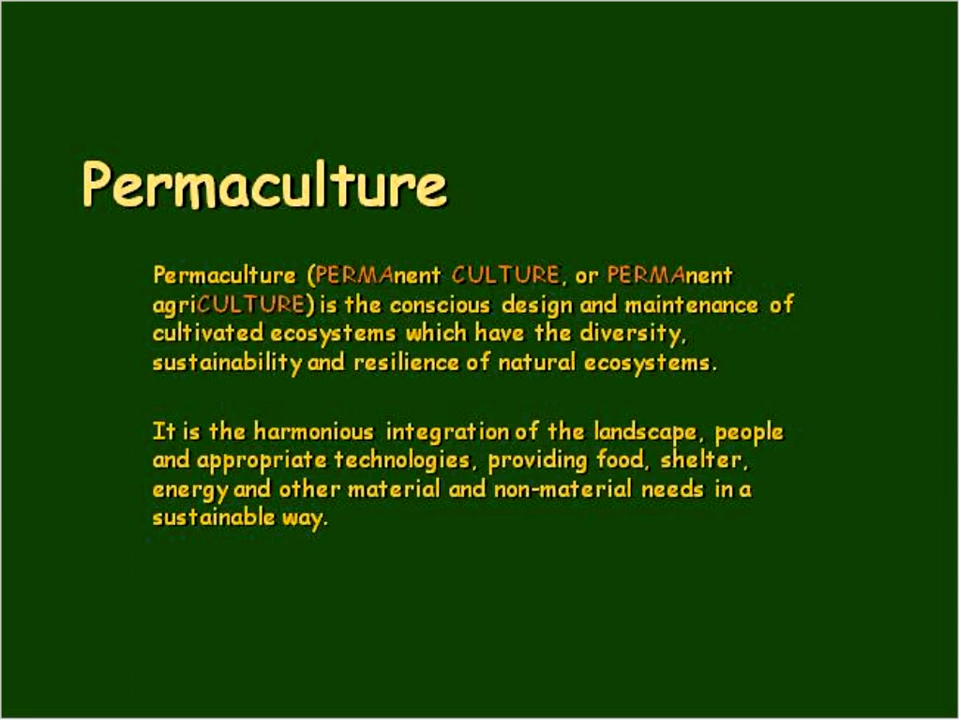 Permaculture
Permaculture (PERMAnent CULTURE, or PERMAnent
agriCULTURE) is the conscious design and maintenance of
cultivated ecosystems which have the diversity,
sustainability and resilience of natural ecosystems.
It is the harmonious integration of the landscape, people
and appropriate technologies, providing food, shelter,
energy and other material and non-material needs in a
sustainable way.